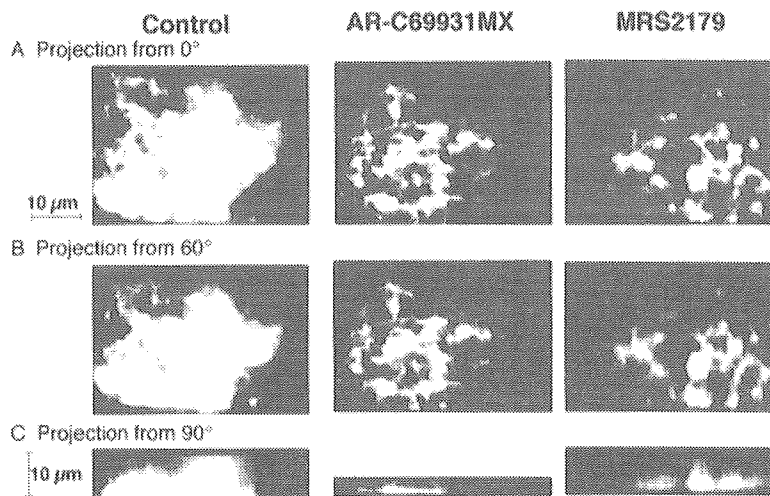 Control AR-C69931MX MRS2179
A Projection from 0°
10 µm
B Projection from 60°
C Projection from 90°
10 µm